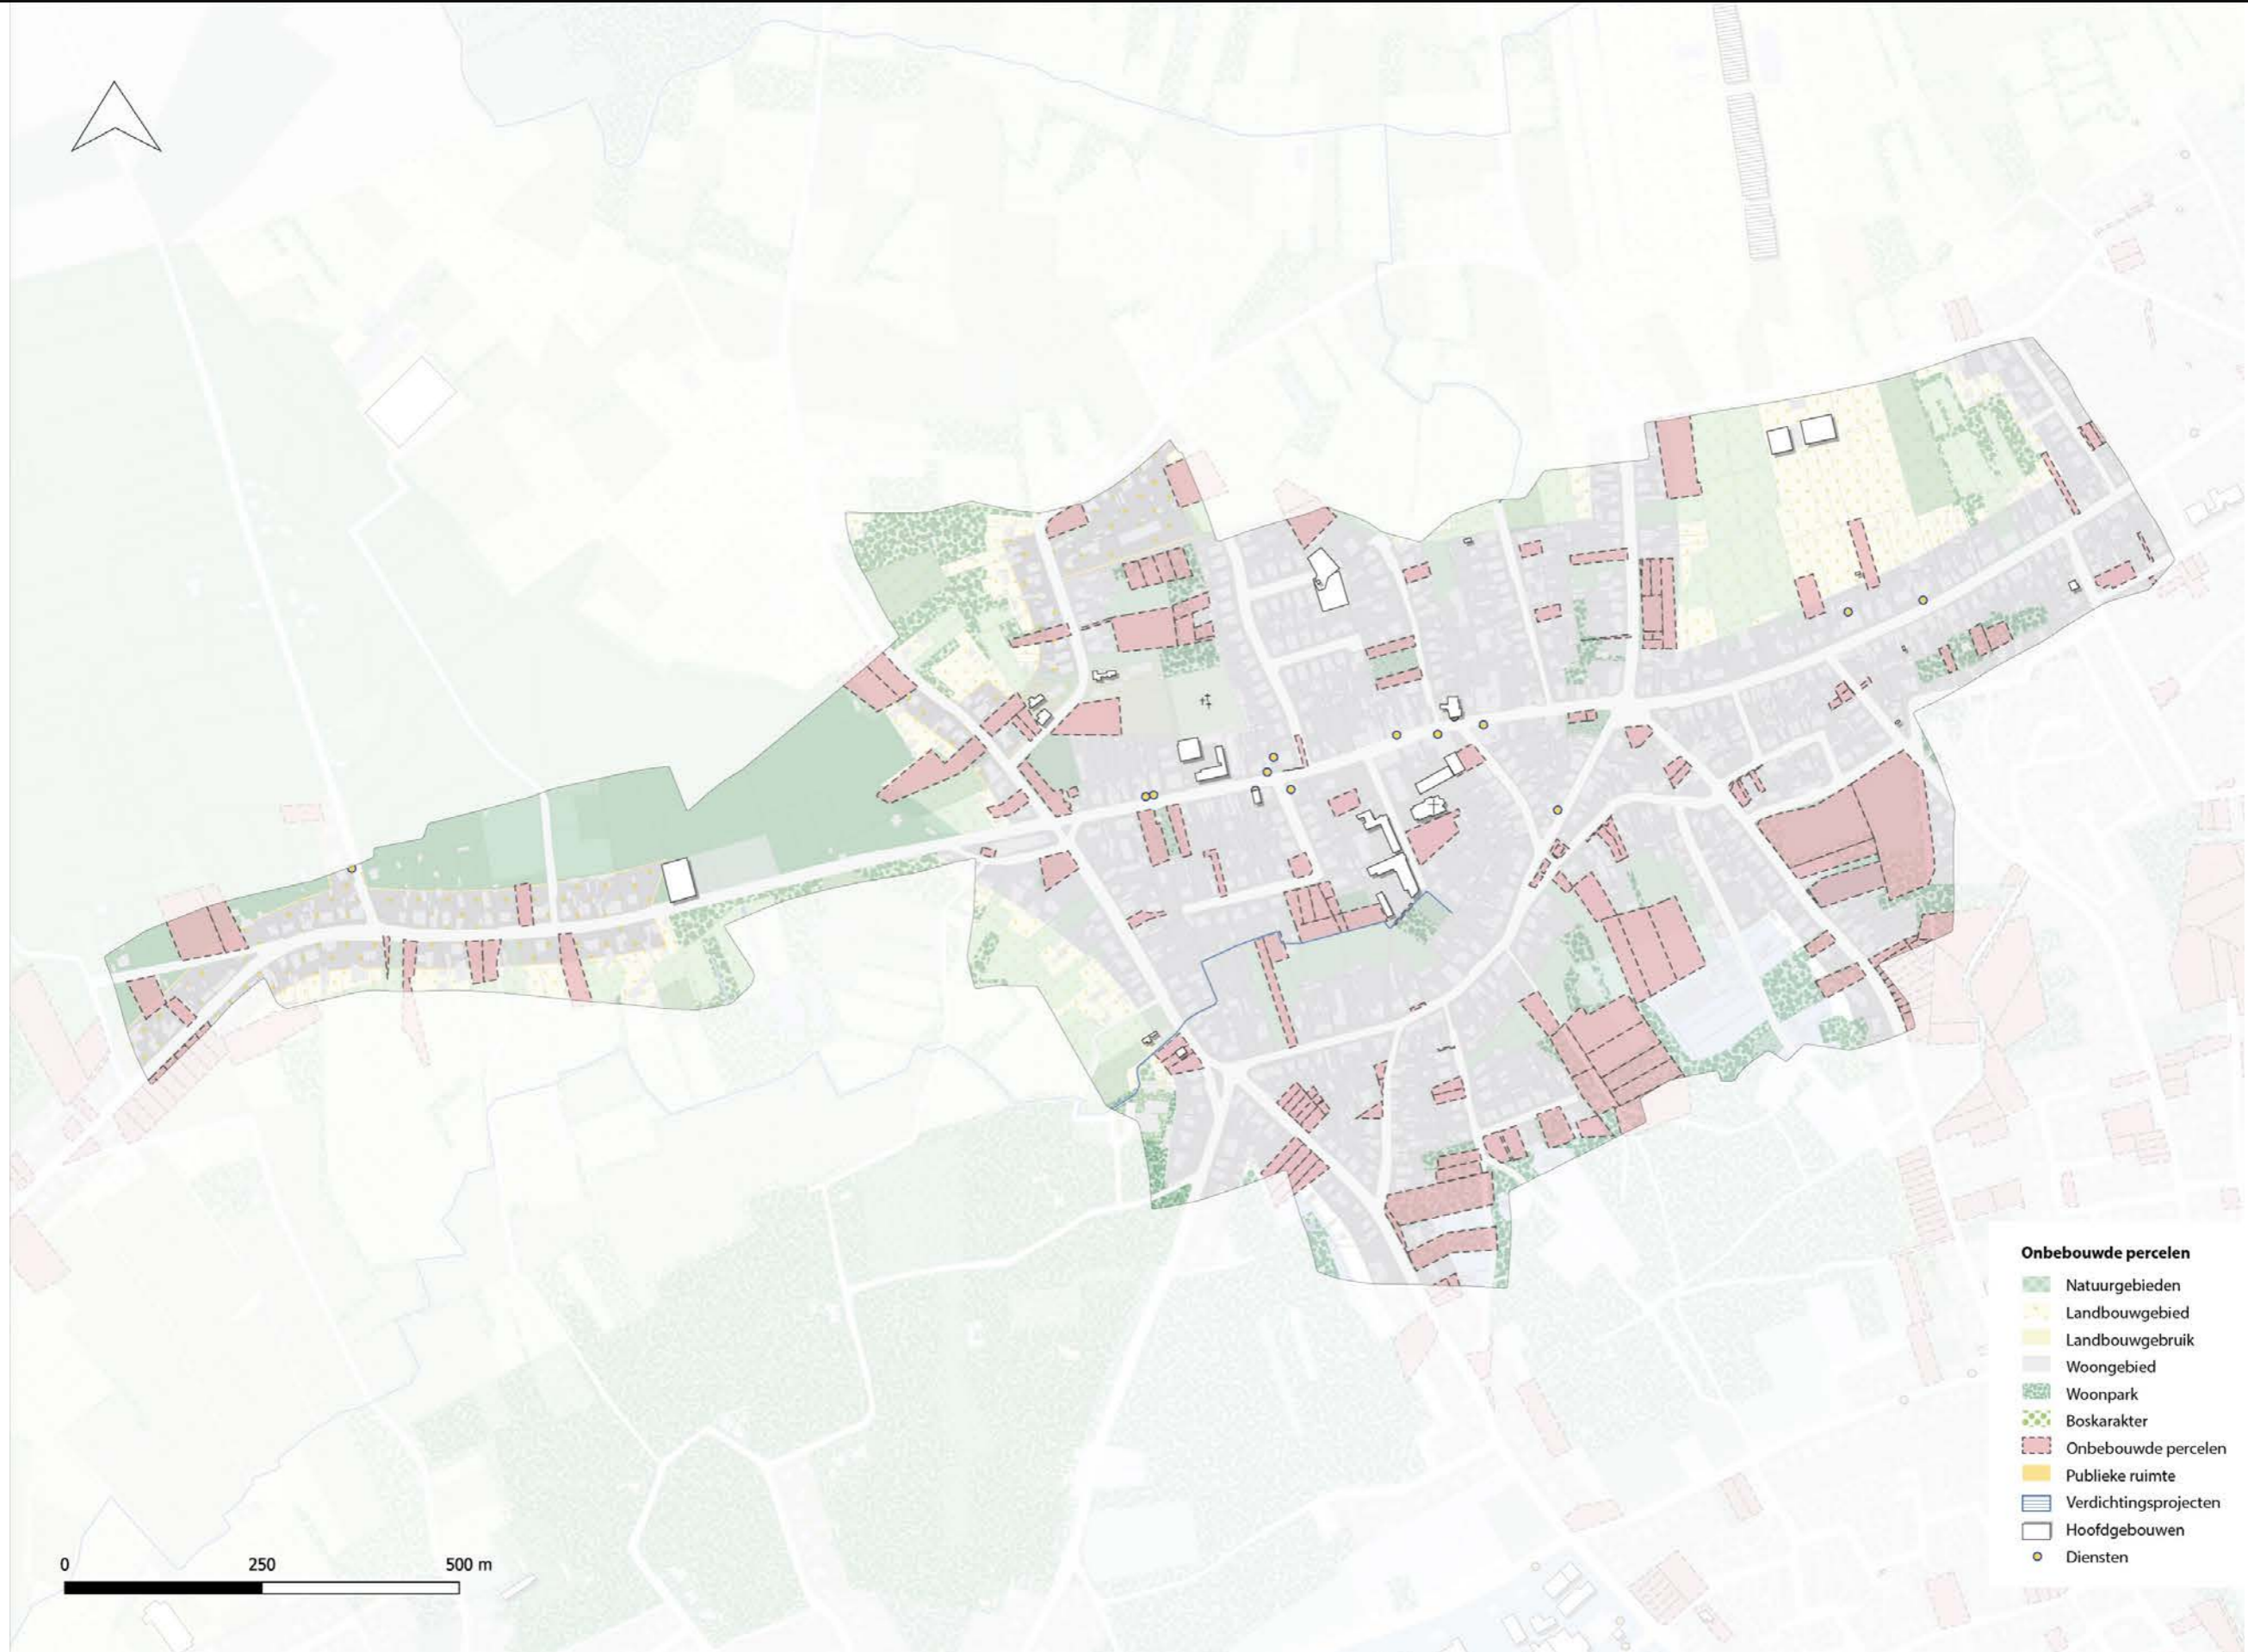 Onbebouwde percelen
Natuurgebieden
Landbouwgebied
Landbouwgebruik
Woongebied
Woonpark
Boskarakter
Onbebouwde percelen
Publieke ruimte
Verdichtingsprojecten
Hoofdgebouwen
Diensten
0 250 500 m